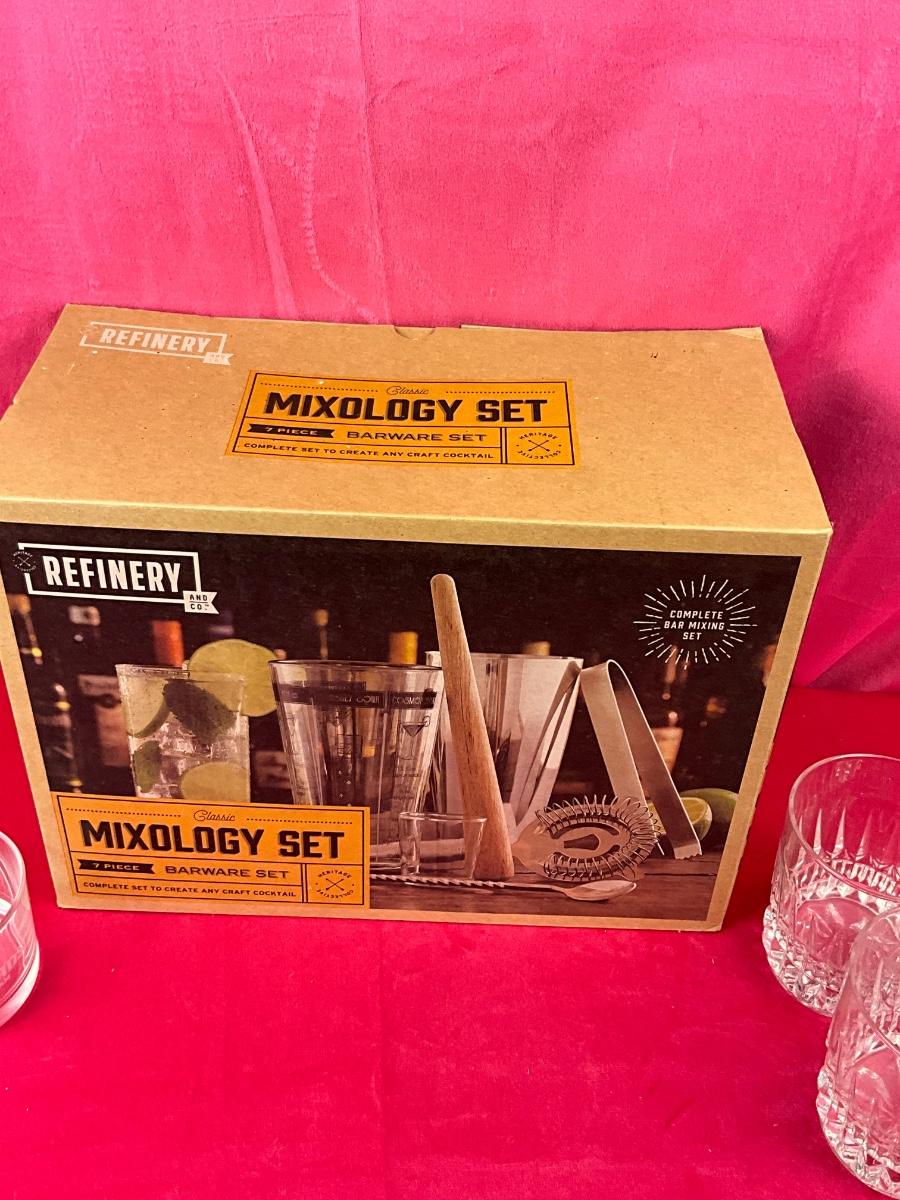 REFINERY
AND
CO.
Classic
MIXOLOGY SET
7 PIECE
BARWARE SET
COMPLETE SET TO CREATE ANY CRAFT COCKTAIL
HERITAGE
COLLECTIVE
REFINERY
AND
CO.
COMPLETE
BAR MIXING
SET
Classic
MIXOLOGY SET
7 PIECE
BARWARE SET
COMPLETE SET TO CREATE ANY CRAFT COCKTAIL
HERITAGE
COLLECTIVE